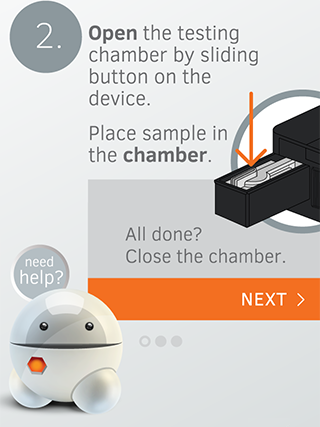 2.
Open the testing
chamber by sliding
button on the
device.
Place sample in
the chamber.
All done?
Close the chamber.
need
help?
NEXT >